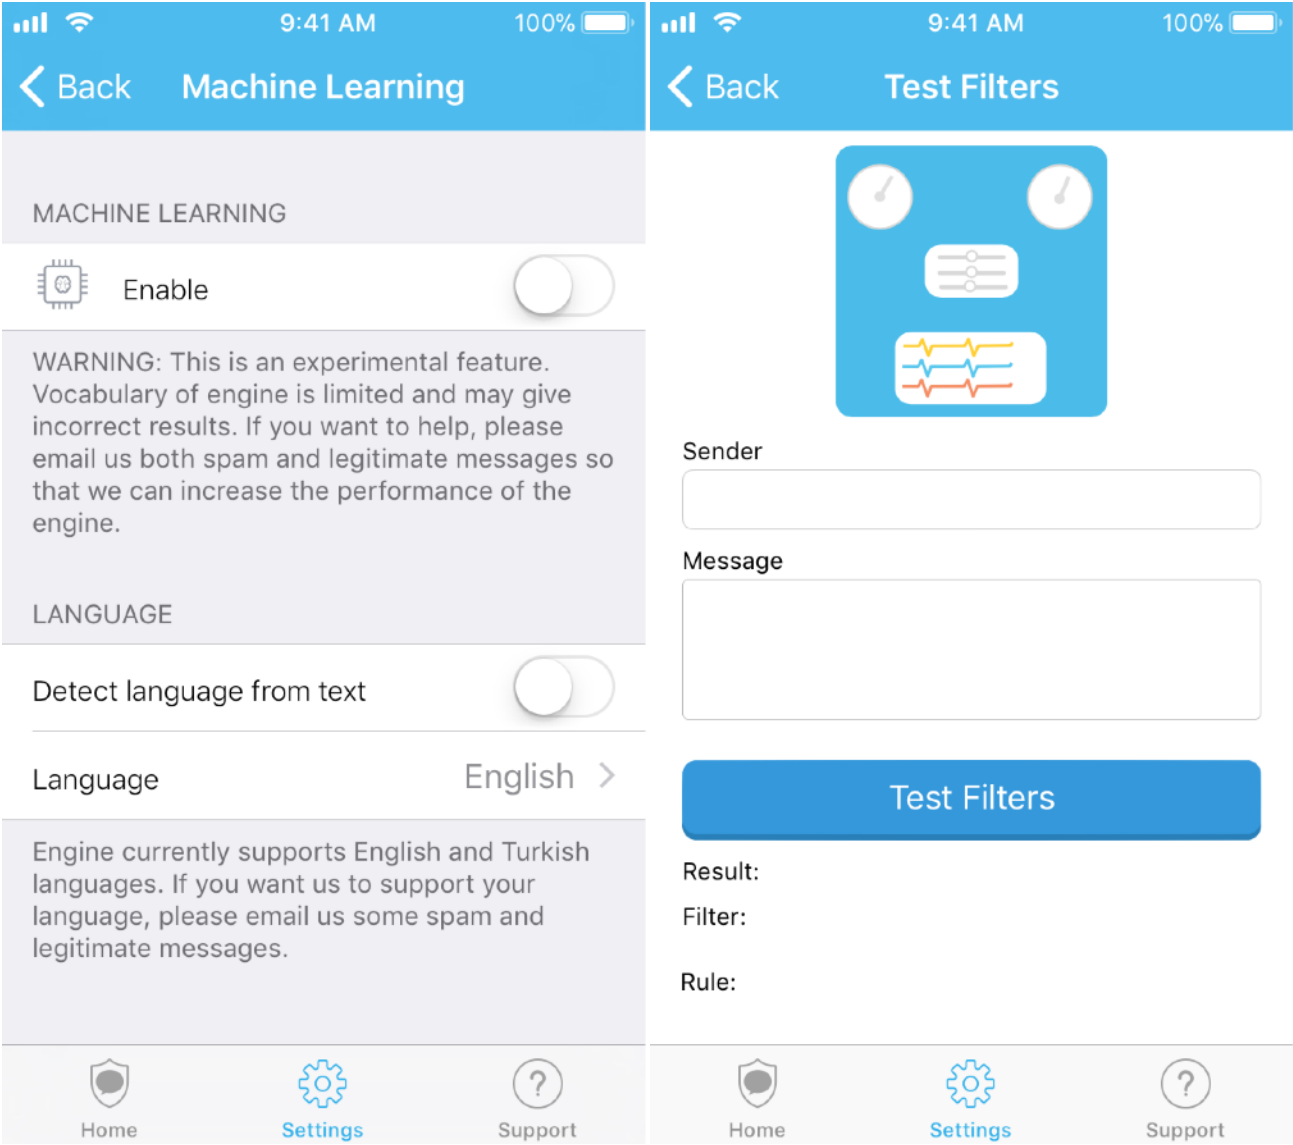 9:41 AM
100%
Back
Machine Learning
MACHINE LEARNING
Enable
WARNING: This is an experimental feature.
Vocabulary of engine is limited and may give
incorrect results. If you want to help, please
email us both spam and legitimate messages so
that we can increase the performance of the
engine.
LANGUAGE
Detect language from text
Language
English
Engine currently supports English and Turkish
languages. If you want us to support your
language, please email us some spam and
legitimate messages.
Home
Settings
Support
9:41 AM
100%
Back
Test Filters
Sender
Message
Test Filters
Result:
Filter:
Rule:
Home
Settings
Support